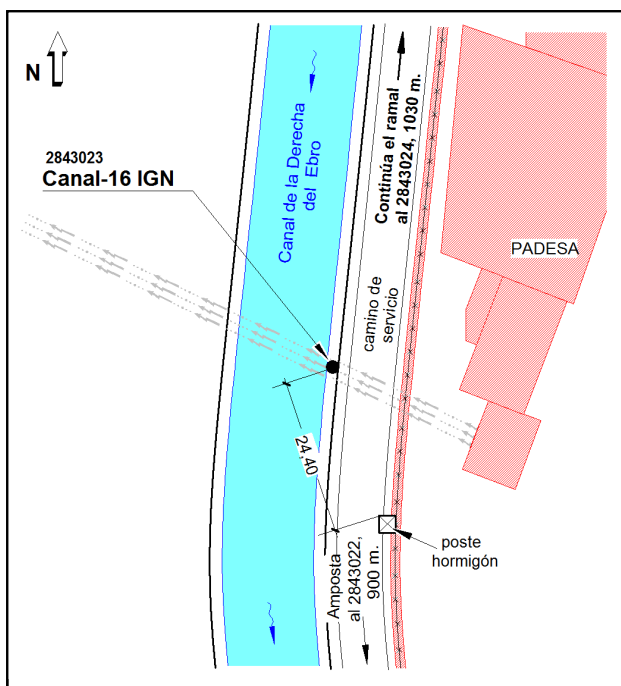 N
2843023
Canal-16 IGN
Canal de la Derecha
del Ebro
Continúa el ramal
al 2843024, 1030 m.
PADESA
camino de
servicio
24,40
Amposta
al 2843022,
900 m.
poste
hormigón